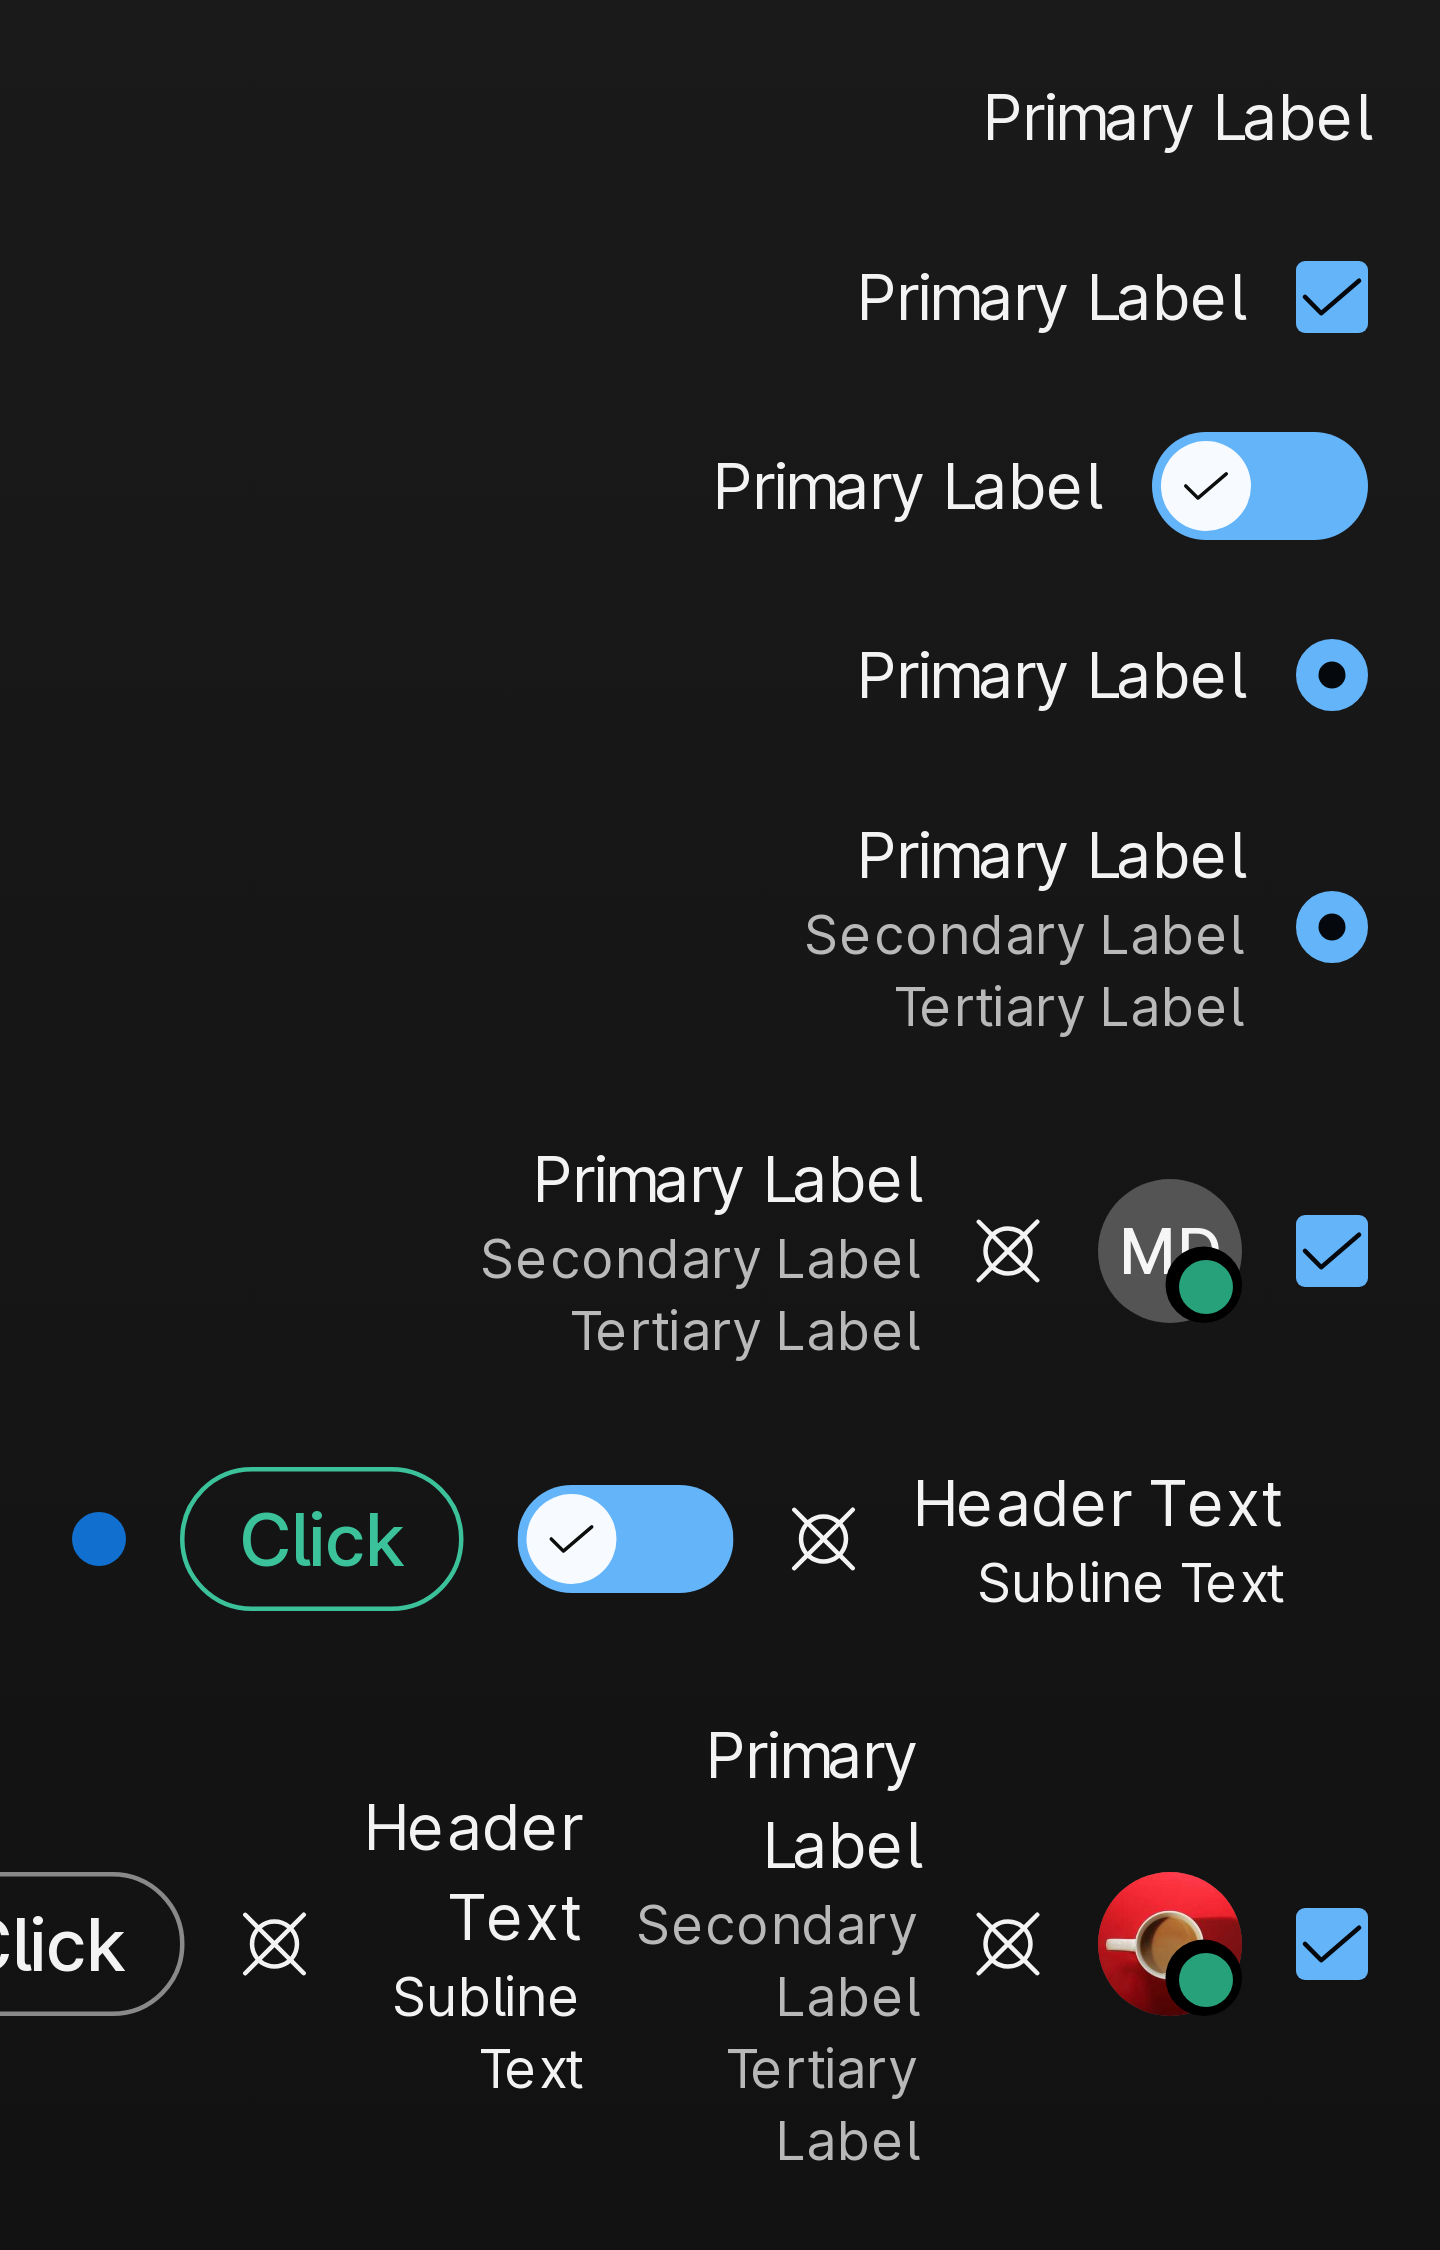 Primary Label
Primary Label
Primary Label
Primary Label
Primary Label
Secondary Label
Tertiary Label
Primary Label
Secondary Label
Tertiary Label
MD
Click
Header Text
Subline Text
Click
Header
Text
Subline
Text
Primary
Label
Secondary
Label
Tertiary
Label